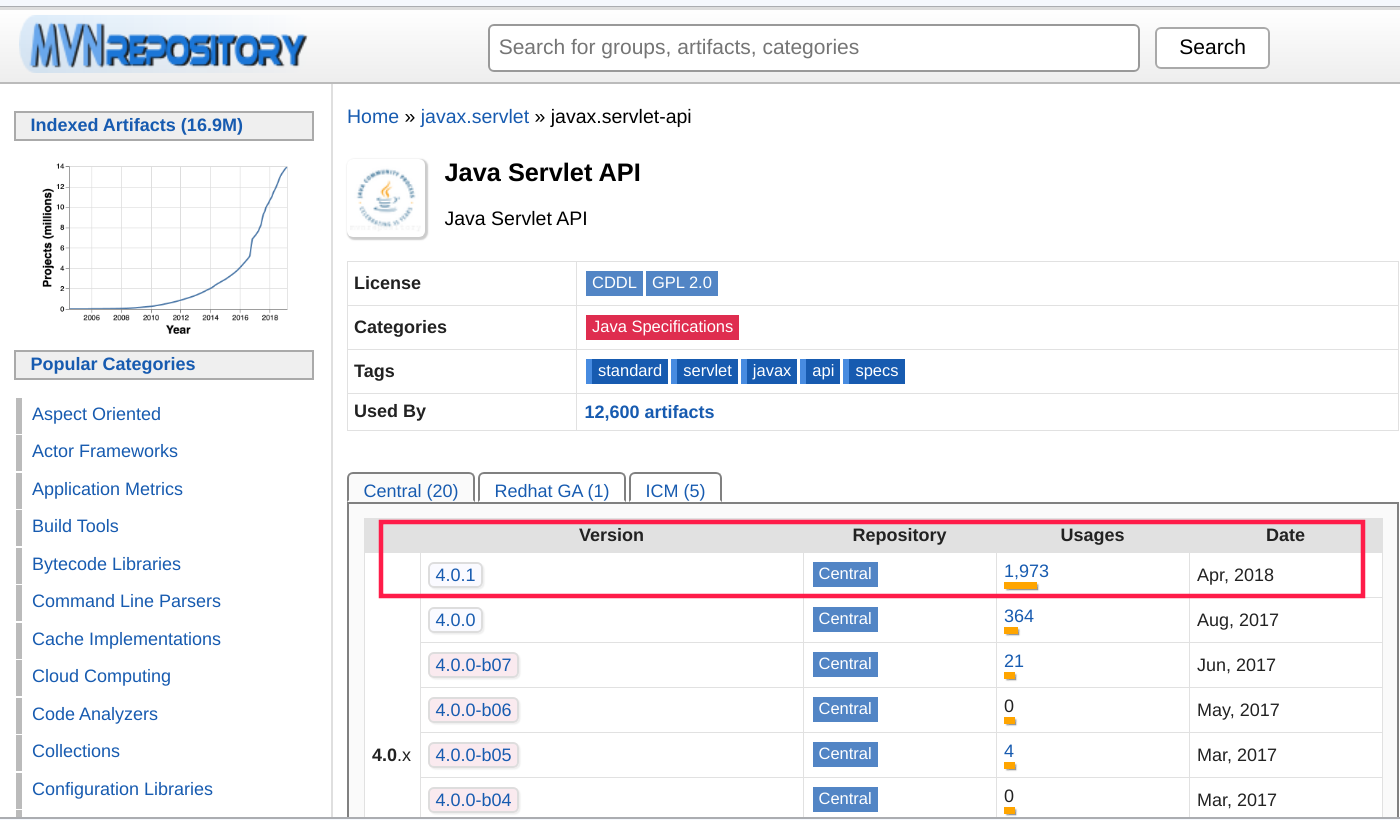 MVNREPOSITORY
Search for groups, artifacts, categories
Search
Indexed Artifacts (16.9M)
Projects (millions)
14
12
10
8
6
4
2
0
2006 2008 2010 2012 2014 2016 2018
Year
Popular Categories
Aspect Oriented
Actor Frameworks
Application Metrics
Build Tools
Bytecode Libraries
Command Line Parsers
Cache Implementations
Cloud Computing
Code Analyzers
Collections
Configuration Libraries
Home » javax.servlet » javax.servlet-api
JAVA COMMUNITY PROCESS
Java Servlet API
Java Servlet API
License CDDL GPL 2.0
Categories Java Specifications
Tags standard servlet javax api specs
Used By 12,600 artifacts
Central (20) Redhat GA (1) ICM (5)
Version Repository Usages Date
4.0.1 Central 1,973 Apr, 2018
4.0.0 Central 364 Aug, 2017
4.0.0-b07 Central 21 Jun, 2017
4.0.0-b06 Central 0 May, 2017
4.0.x 4.0.0-b05 Central 4 Mar, 2017
4.0.0-b04 Central 0 Mar, 2017